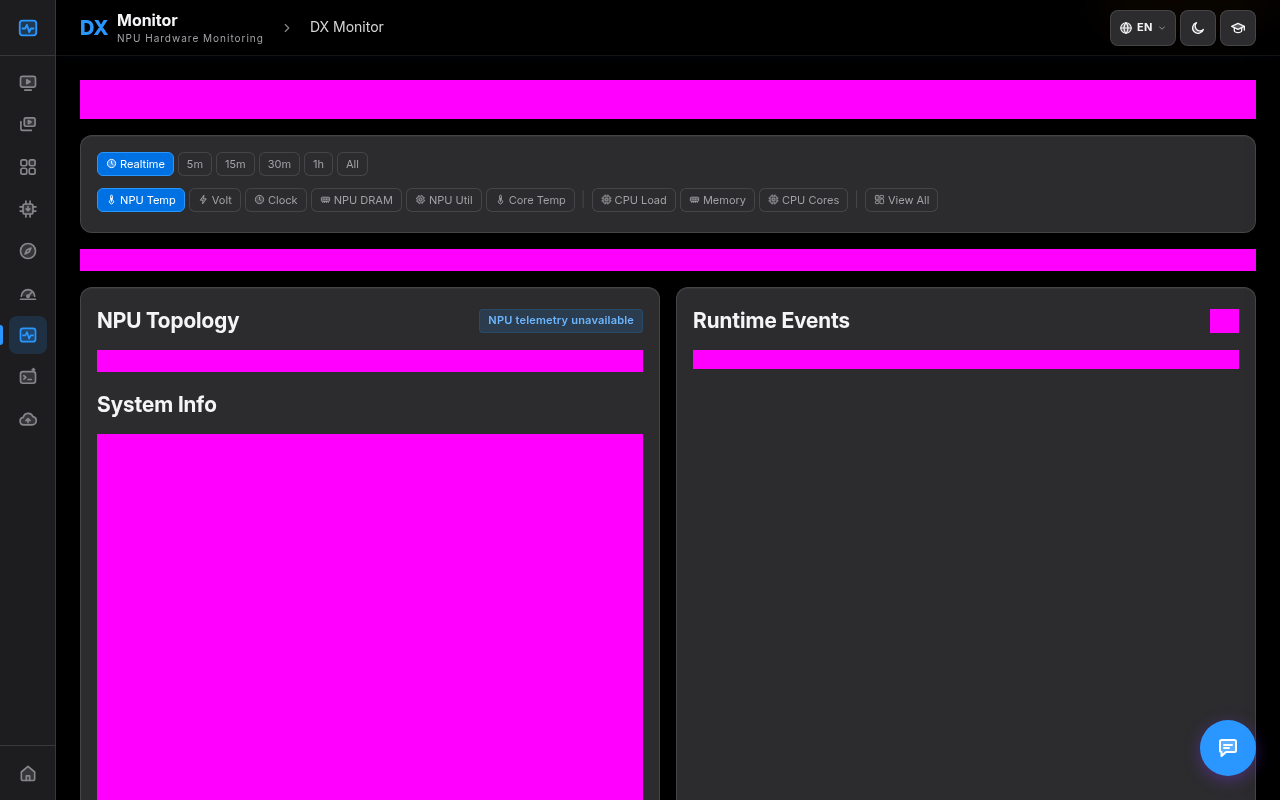 DX
Monitor
NPU Hardware Monitoring
DX Monitor
EN
Realtime 5m 15m 30m 1h All
NPU Temp Volt Clock NPU DRAM NPU Util Core Temp CPU Load Memory CPU Cores View All
NPU Topology
NPU telemetry unavailable
System Info
Runtime Events